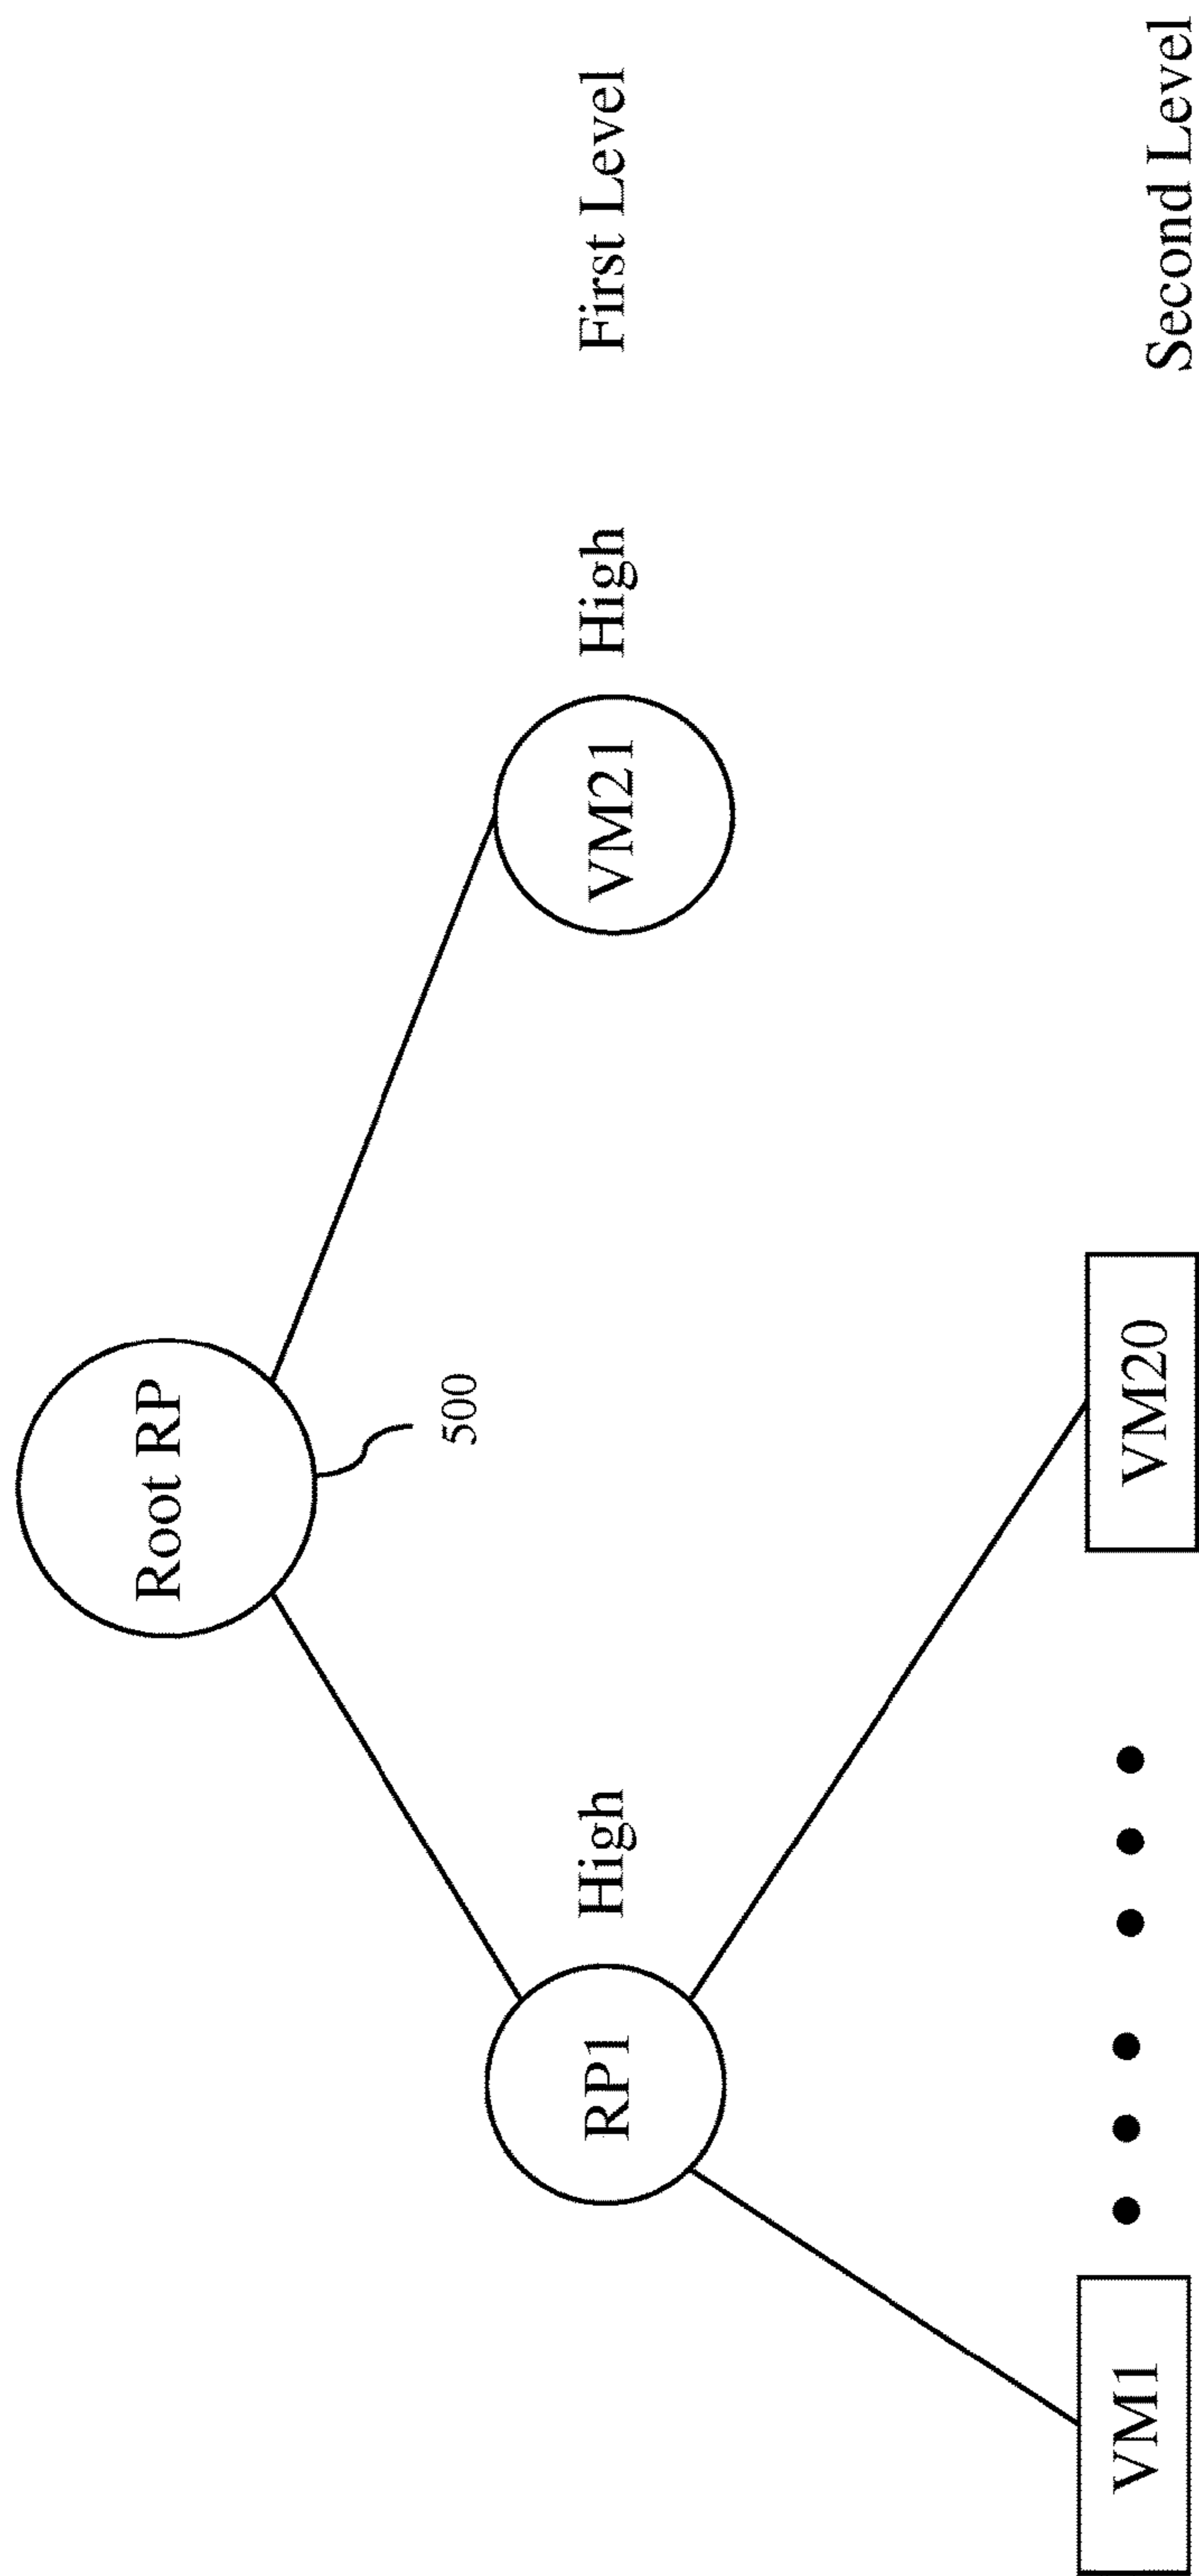 Root RP
500
RP1
High
VM21
High
First Level
VM1
VM20
Second Level